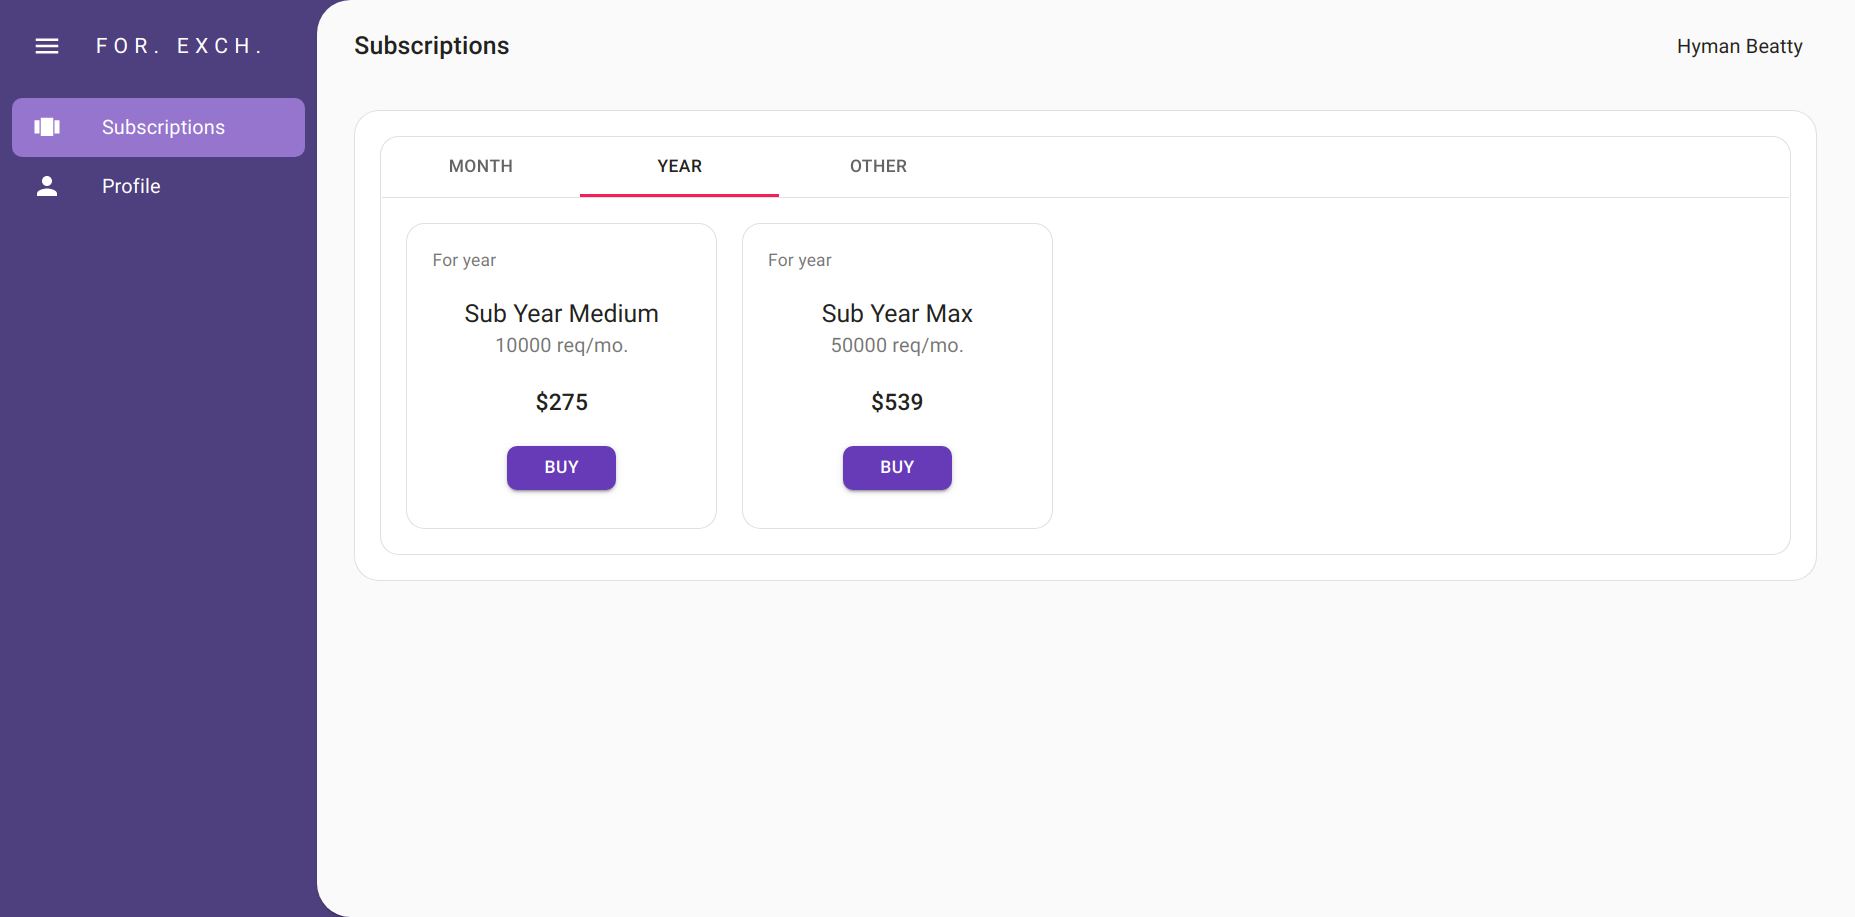 FOR. EXCH.
Subscriptions
Profile
Subscriptions
Hyman Beatty
MONTH
YEAR
OTHER
For year
Sub Year Medium
10000 req/mo.
$275
BUY
For year
Sub Year Max
50000 req/mo.
$539
BUY